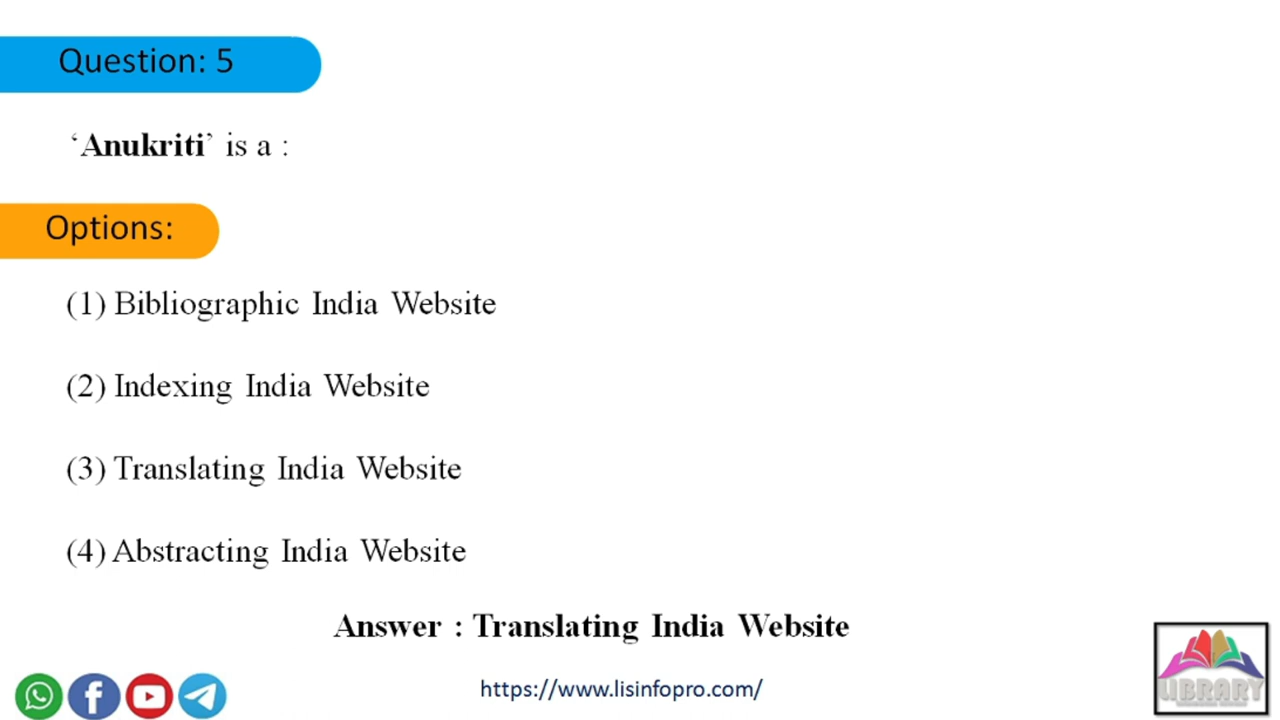 Question: 5
‘Anukriti’ is a :
Options:
(1) Bibliographic India Website
(2) Indexing India Website
(3) Translating India Website
(4) Abstracting India Website
Answer : Translating India Website
https://www.lisinfopro.com/
LIBRARY